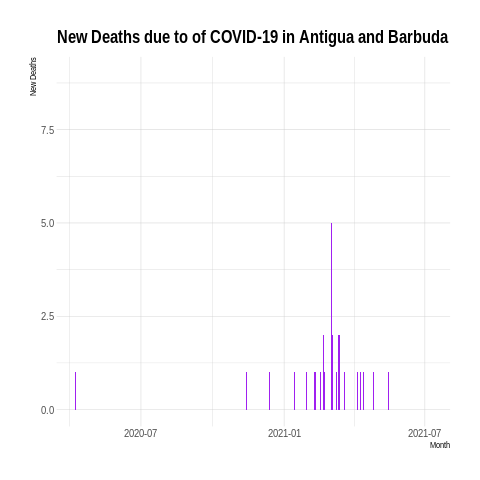 New Deaths due to of COVID-19 in Antigua and Barbuda
New Deaths
7.5
5.0
2.5
0.0
2020-07
2021-01
2021-07
Month